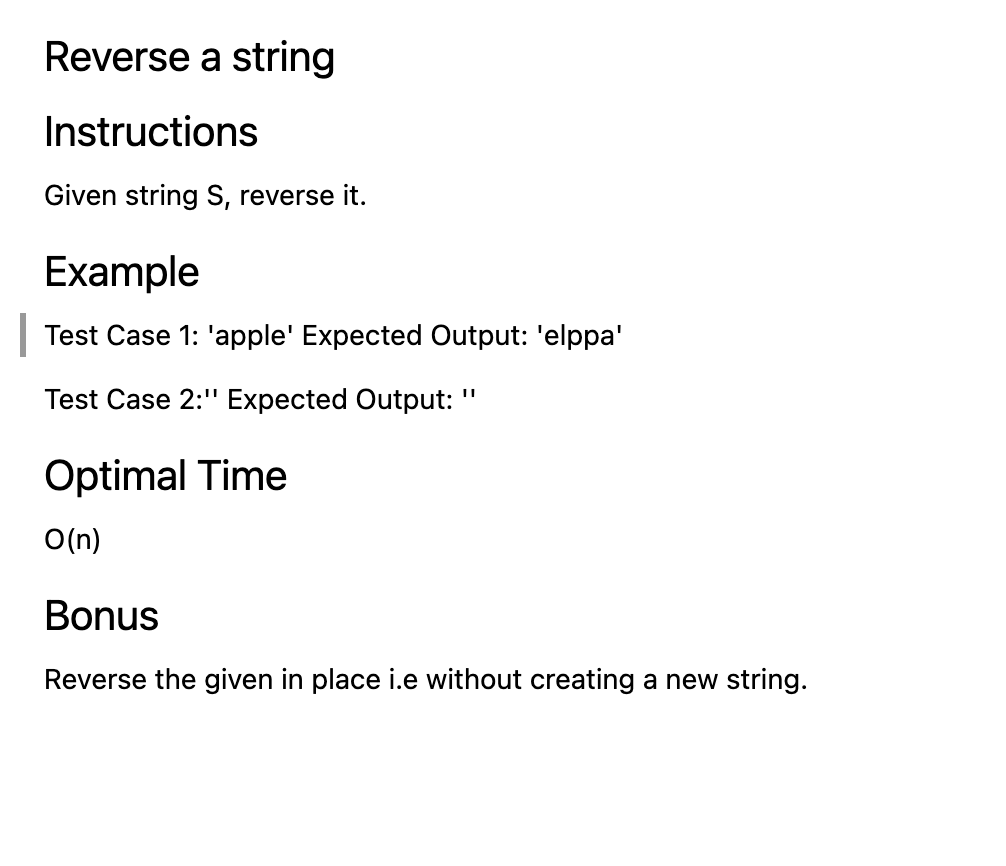 Reverse a string
Instructions
Given string S, reverse it.
Example
Test Case 1: 'apple' Expected Output: 'elppa'
Test Case 2:'' Expected Output: ''
Optimal Time
O(n)
Bonus
Reverse the given in place i.e without creating a new string.